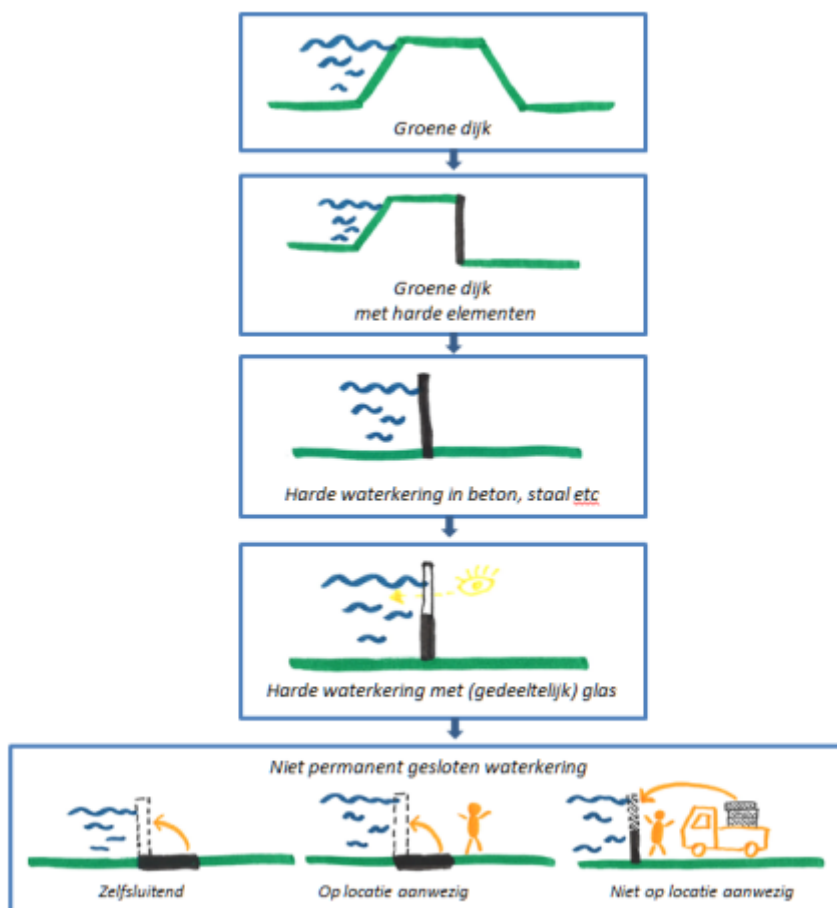 Groene dijk
Groene dijk
met harde elementen
Harde waterkering in beton, staal etc
Harde waterkering met (gedeeltelijk) glas
Niet permanent gesloten waterkering
Zelfsluitend
Op locatie aanwezig
Niet op locatie aanwezig